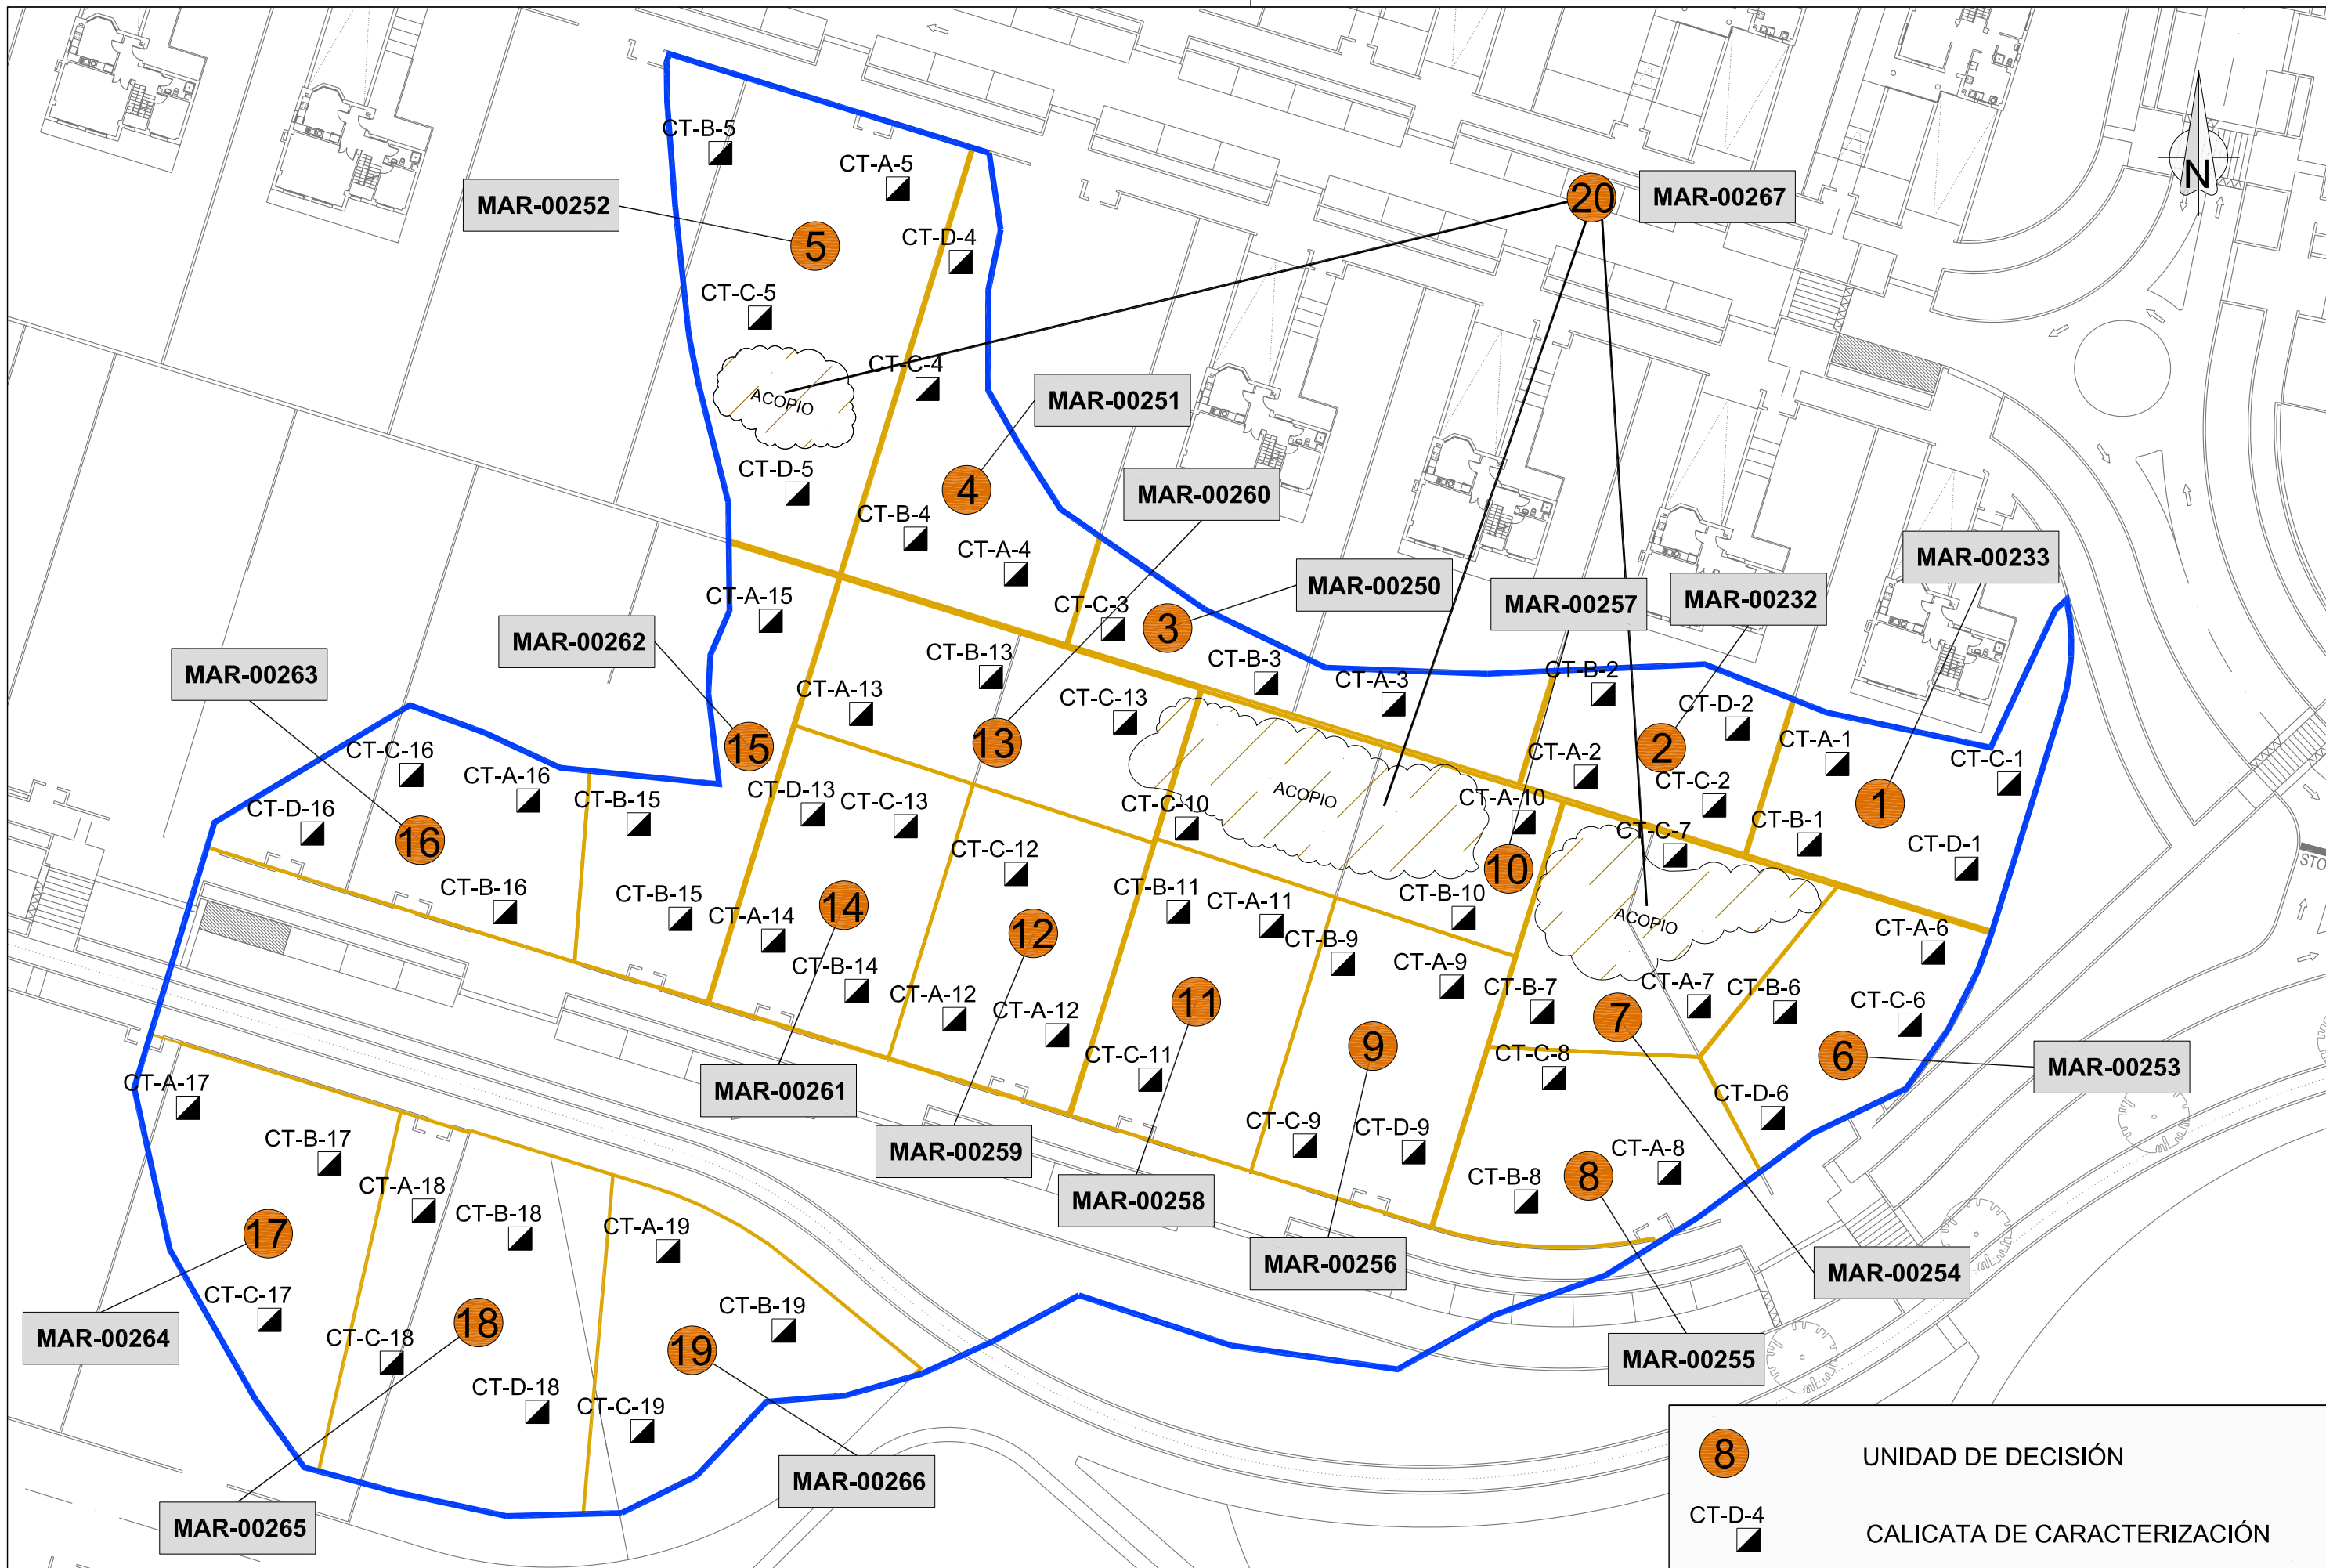 CT-B-5
CT-A-5
MAR-00252
5
20
MAR-00267
N
CT-D-4
CT-C-5
ACOPIO
CT-C-4
MAR-00251
CT-D-5
4
MAR-00260
CT-B-4
CT-A-4
MAR-00233
MAR-00250
MAR-00257
MAR-00232
CT-A-15
CT-C-3
3
MAR-00262
MAR-00263
CT-B-13
CT-B-3
CT-A-3
CT-B-2
CT-A-13
CT-C-13
CT-D-2
CT-A-1
CT-C-1
15
13
2
CT-C-16
CT-A-16
CT-B-15
CT-D-13
CT-C-13
CT-C-10
ACOPIO
CT-A-10
CT-A-2
CT-C-2
1
CT-D-16
16
CT-C-7
CT-B-1
CT-D-1
STO
CT-C-12
10
CT-B-16
CT-B-15
CT-A-14
14
CT-B-11
CT-A-11
CT-B-10
ACOPIO
CT-A-6
12
CT-B-9
CT-A-9
CT-B-14
CT-A-12
CT-A-12
11
CT-B-7
7
CT-A-7
CT-B-6
CT-C-6
9
6
MAR-00253
CT-C-11
CT-C-8
CT-A-17
MAR-00261
CT-D-6
CT-B-17
MAR-00259
CT-C-9
CT-D-9
CT-A-18
MAR-00258
CT-B-8
8
CT-A-8
17
CT-B-18
CT-A-19
MAR-00256
MAR-00254
CT-C-17
CT-B-19
MAR-00264
CT-C-18
18
19
MAR-00255
CT-D-18
CT-C-19
MAR-00266
MAR-00265
8
UNIDAD DE DECISIÓN
CT-D-4
CALICATA DE CARACTERIZACIÓN